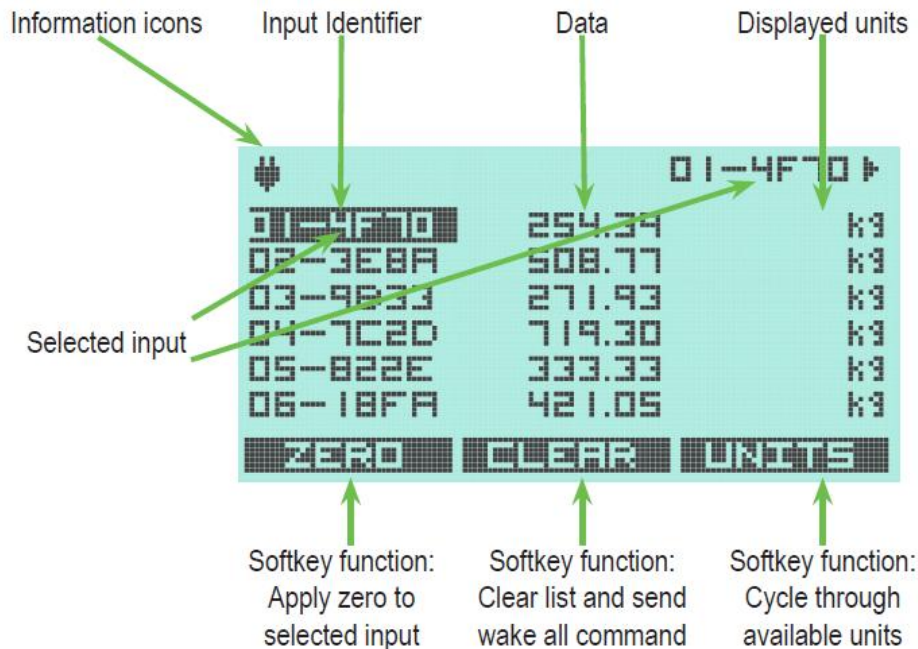 Information icons Input Identifier Data Displayed units
01-4F70
01-4F70 254.39 kg
02-3E8A 508.77 kg
03-9B33 271.93 kg
Selected input
04-7C2D 719.30 kg
05-822E 333.33 kg
06-18FA 421.05 kg
ZERO CLEAR UNITS
Softkey function: Softkey function: Softkey function:
Apply zero to Clear list and send Cycle through
selected input wake all command available units